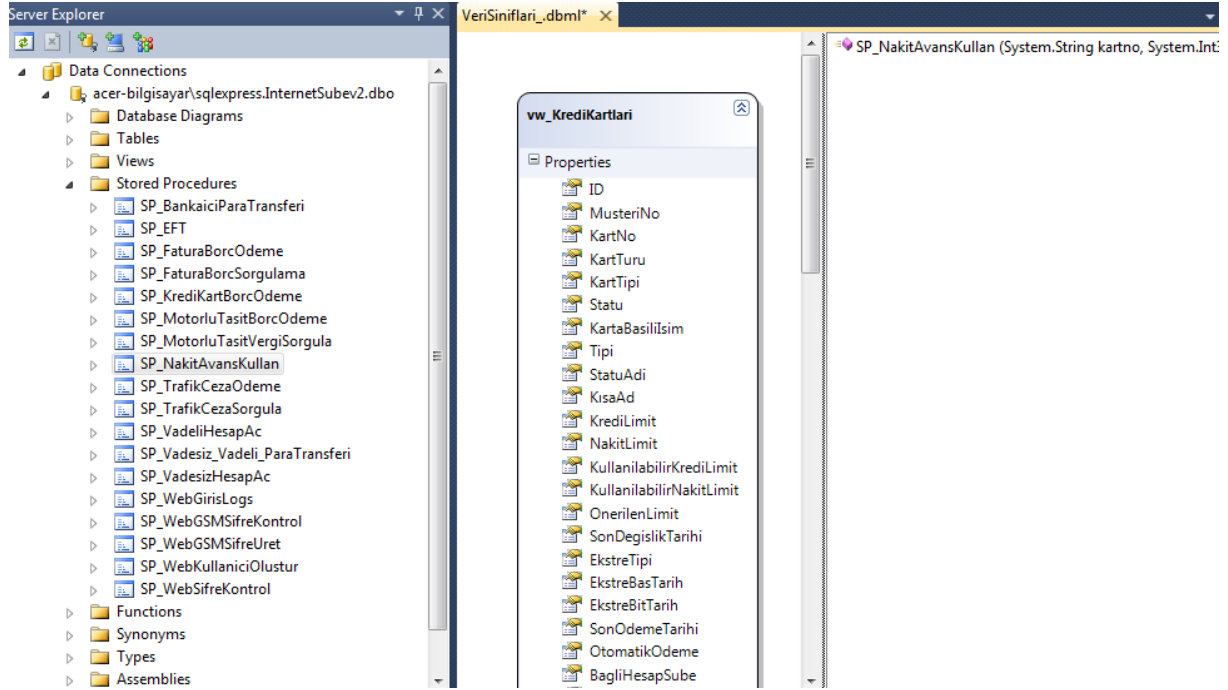 Server Explorer
Data Connections
acer-bilgisayar\sqlexpress.InternetSubev2.dbo
Database Diagrams
Tables
Views
Stored Procedures
SP_BankaiciParaTransferi
SP_EFT
SP_FaturaBorcOdeme
SP_FaturaBorcSorgulama
SP_KrediKartBorcOdeme
SP_MotorluTasitBorcOdeme
SP_MotorluTasitVergiSorgula
SP_NakitAvansKullan
SP_TrafikCezaOdeme
SP_TrafikCezaSorgula
SP_VadeliHesapAc
SP_Vadesiz_Vadeli_ParaTransferi
SP_VadesizHesapAc
SP_WebGirisLogs
SP_WebGSMSifreKontrol
SP_WebGSMSifreUret
SP_WebKullaniciOlustur
SP_WebSifreKontrol
Functions
Synonyms
Types
Assemblies
VeriSiniflari_.dbml*
vw_KrediKartlari
Properties
ID
MusteriNo
KartNo
KartTuru
KartTipi
Statu
KartaBasiliIsim
Tipi
StatuAdi
KısaAd
KrediLimit
NakitLimit
KullanilabilirKrediLimit
KullanilabilirNakitLimit
OnerilenLimit
SonDegislikTarihi
EkstreTipi
EkstreBasTarih
EkstreBitTarih
SonOdemeTarihi
OtomatikOdeme
BagliHesapSube
SP_NakitAvansKullan (System.String kartno, System.Int3